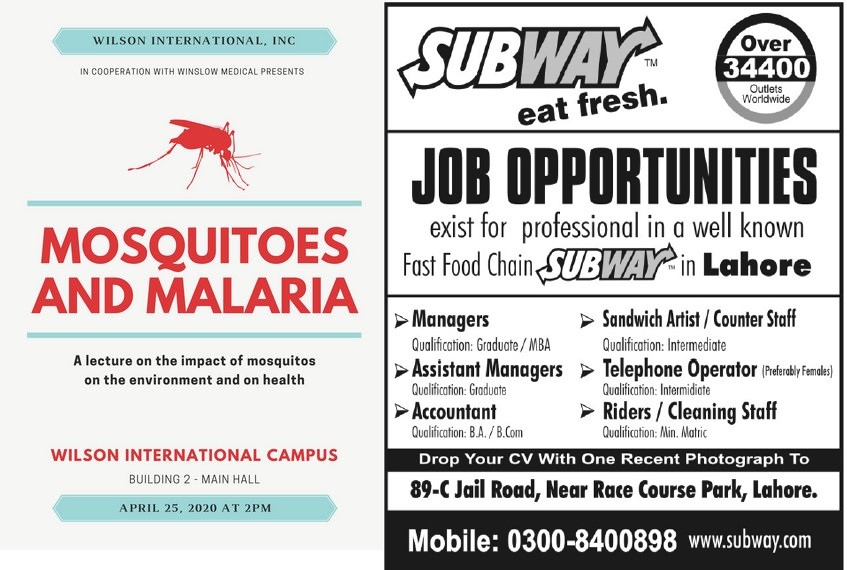 WILSON INTERNATIONAL, INC
IN COOPERATION WITH WINSLOW MEDICAL PRESENTS
MOSQUITOES
AND MALARIA
A lecture on the impact of mosquitos
on the environment and on health
WILSON INTERNATIONAL CAMPUS
BUILDING 2 - MAIN HALL
APRIL 25, 2020 AT 2PM
SUBWAY TM
eat fresh.
Over
34400
Outlets
Worldwide
JOB OPPORTUNITIES
exist for professional in a well known
Fast Food Chain SUBWAY TM in Lahore
Managers
Qualification: Graduate / MBA
Assistant Managers
Qualification: Graduate
Accountant
Qualification: B.A. / B.Com
Sandwich Artist / Counter Staff
Qualification: Intermediate
Telephone Operator (Preferably Females)
Qualification: Intermidiate
Riders / Cleaning Staff
Qualification: Min. Matric
Drop Your CV With One Recent Photograph To
89-C Jail Road, Near Race Course Park, Lahore.
Mobile: 0300-8400898 www.subway.com